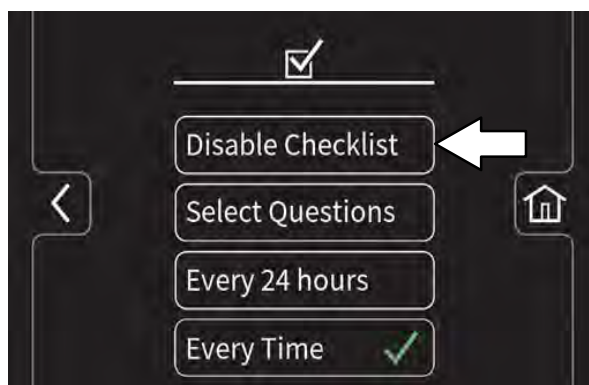 Disable Checklist
Select Questions
Every 24 hours
Every Time